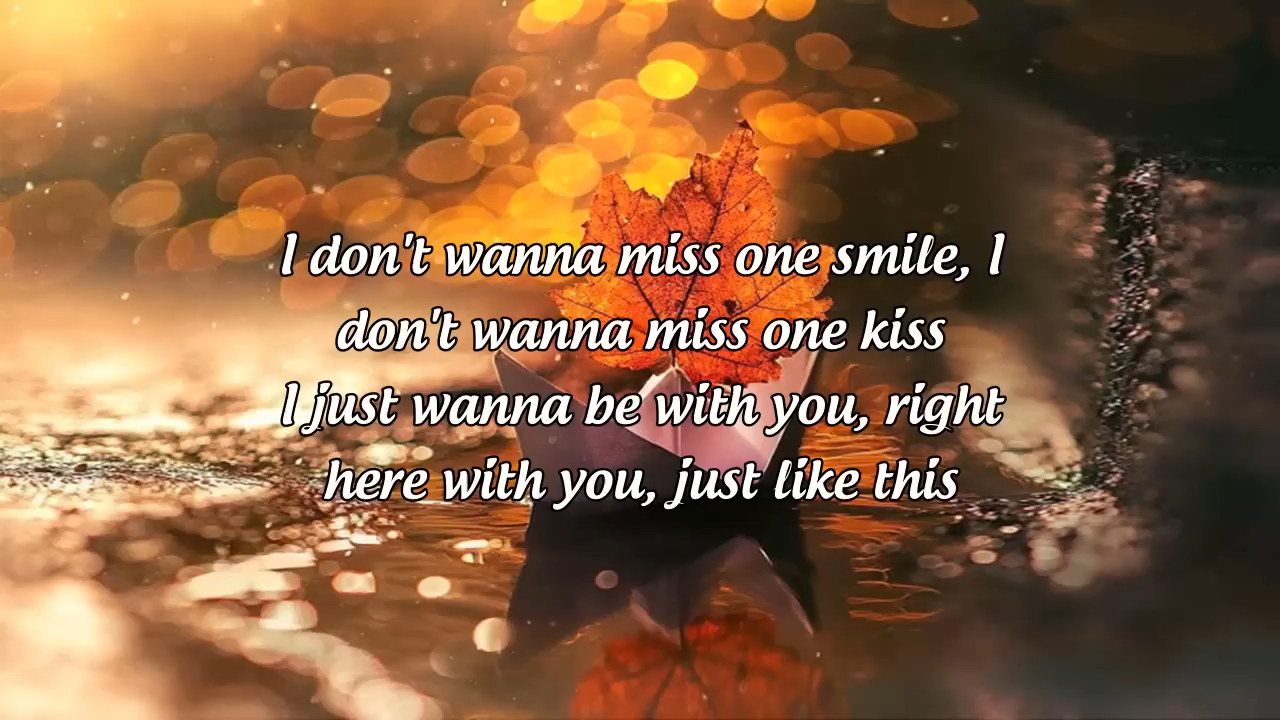 I don't wanna miss one smile, I
don't wanna miss one kiss
I just wanna be with you, right
here with you, just like this